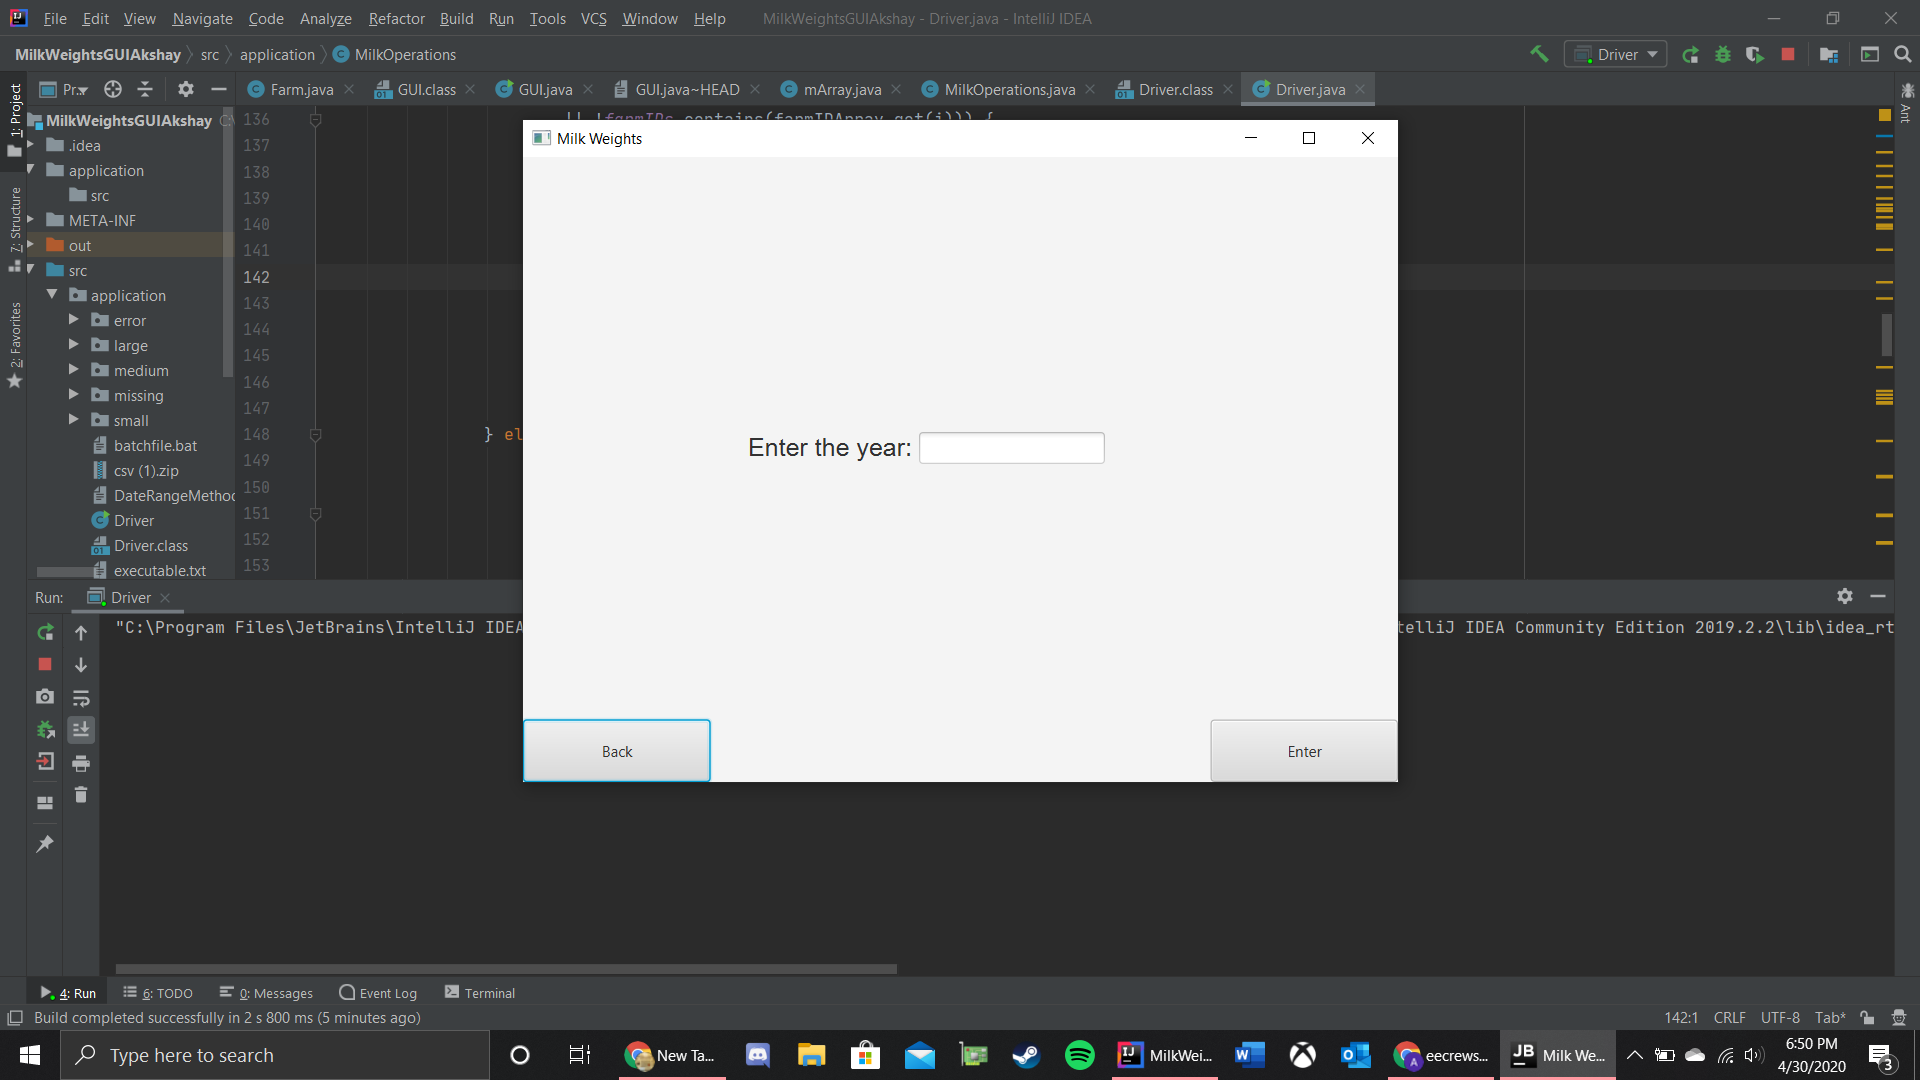 File Edit View Navigate Code Analyze Refactor Build Run Tools VCS Window Help MilkWeightsGUIAkshay - Driver.java - IntelliJ IDEA
MilkWeightsGUIAkshay src application MilkOperations Driver
1: Project
7: Structure
2: Favorites
Ant
Pr... Farm.java GUI.class GUI.java GUI.java~HEAD mArray.java MilkOperations.java Driver.class Driver.java
MilkWeightsGUIAkshay
.idea
application
src
META-INF
out
src
application
error
large
medium
missing
small
batchfile.bat
csv (1).zip
DateRangeMethod
Driver
Driver.class
executable.txt
136 || !farmIDs.contains(farmIDArray.get(i))) {
137
138
139
140
141
142
143
144
145
146
147
148 } el
149
150
151
152
153
Milk Weights
Enter the year:
Back Enter
Run: Driver
"C:\Program Files\JetBrains\IntelliJ IDEA telliJ IDEA Community Edition 2019.2.2\lib\idea_rt
4: Run 6: TODO 0: Messages Event Log Terminal
Build completed successfully in 2 s 800 ms (5 minutes ago) 142:1 CRLF UTF-8 Tab*
Type here to search New Ta... MilkWei... eecrews... Milk We... 6:50 PM
4/30/2020 3